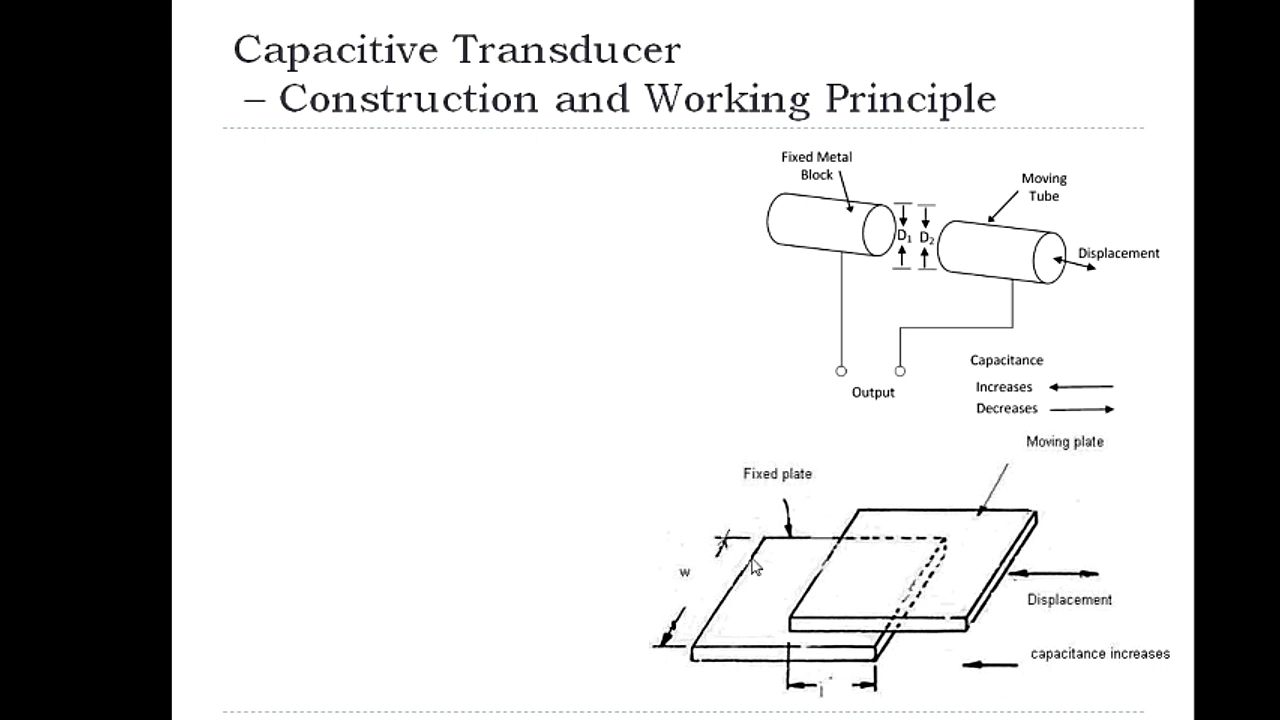 Capacitive Transducer
– Construction and Working Principle
Fixed Metal
Block
Moving
Tube
D₁ D₂
Displacement
Capacitance
Increases
Decreases
Output
Moving plate
Fixed plate
w
Displacement
capacitance increases